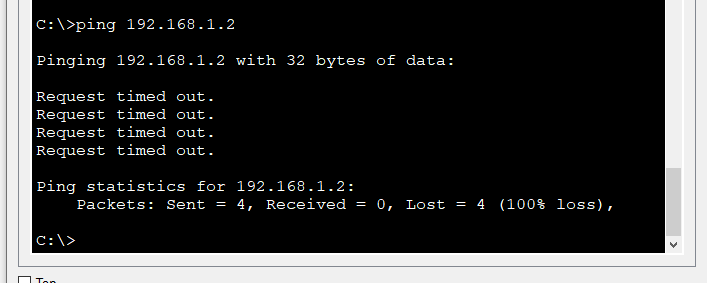 C:\>ping 192.168.1.2
Pinging 192.168.1.2 with 32 bytes of data:
Request timed out.
Request timed out.
Request timed out.
Request timed out.
Ping statistics for 192.168.1.2:
Packets: Sent = 4, Received = 0, Lost = 4 (100% loss),
C:\>